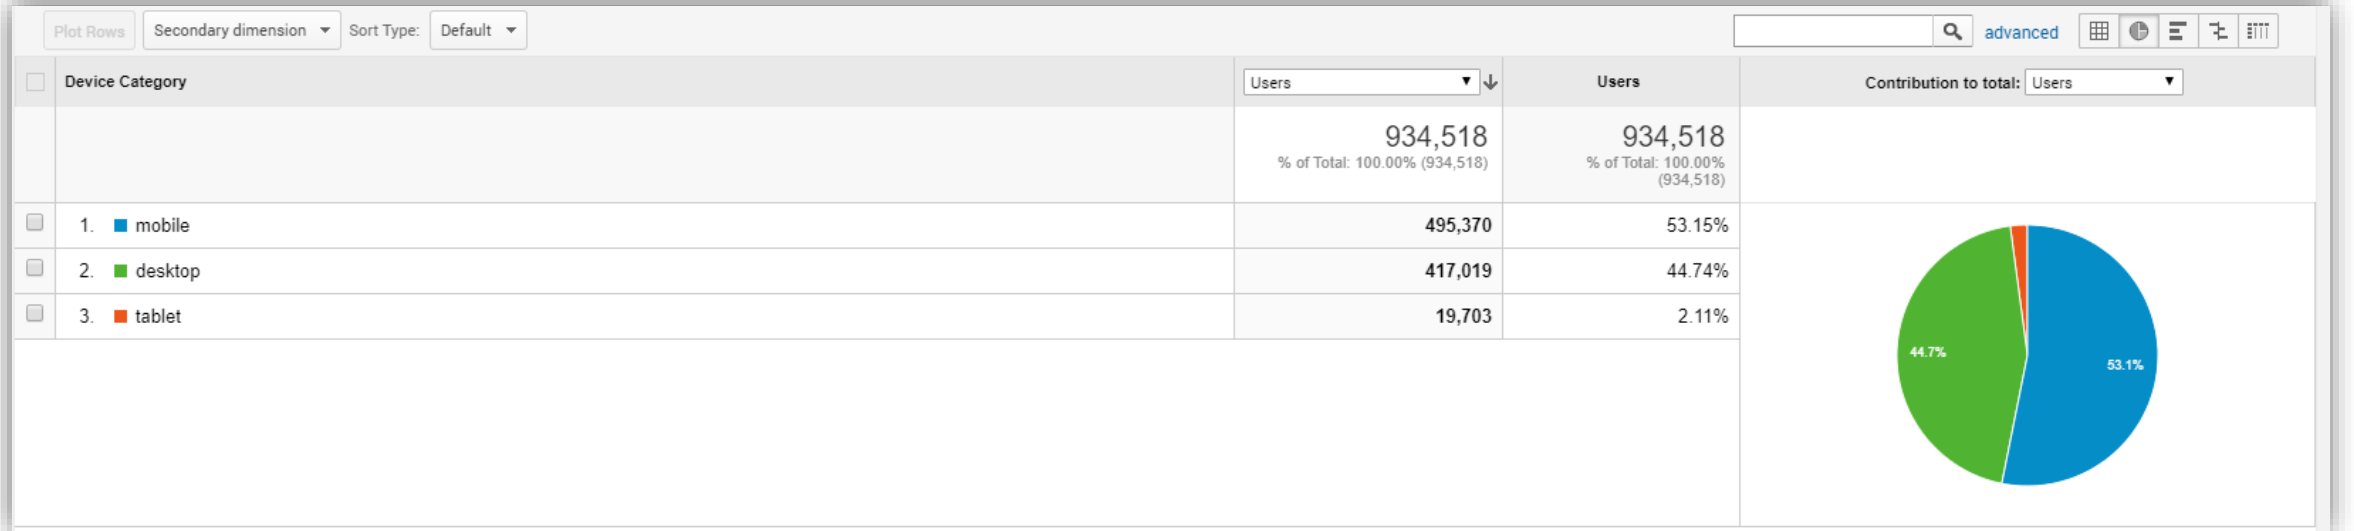 Plot Rows Secondary dimension Sort Type: Default advanced
Device Category Users Users Contribution to total: Users
934,518 934,518
% of Total: 100.00% (934,518) % of Total: 100.00%
(934,518)
1. mobile 495,370 53.15%
2. desktop 417,019 44.74%
3. tablet 19,703 2.11%
44.7%
53.1%